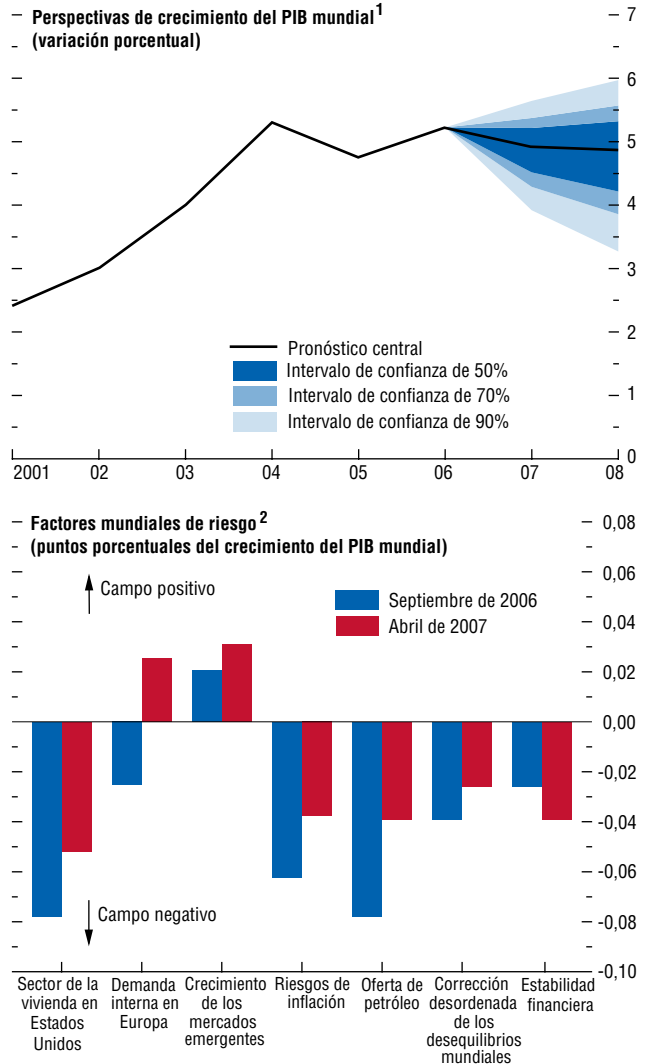 Perspectivas de crecimiento del PIB mundial1
(variación porcentual)
7
6
5
4
3
2
1
0
Pronóstico central
Intervalo de confianza de 50%
Intervalo de confianza de 70%
Intervalo de confianza de 90%
2001 02 03 04 05 06 07 08
Factores mundiales de riesgo2
(puntos porcentuales del crecimiento del PIB mundial)
Campo positivo
Septiembre de 2006
Abril de 2007
0,08
0,06
0,04
0,02
0,00
-0,02
-0,04
-0,06
-0,08
-0,10
Campo negativo
Sector de la
vivienda en
Estados
Unidos
Demanda
interna en
Europa
Crecimiento
de los
mercados
emergentes
Riesgos de
inflación
Oferta de
petróleo
Corrección
desordenada
de los
desequilibrios
mundiales
Estabilidad
financiera